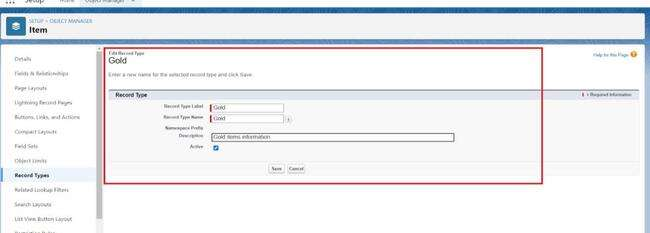 Setup
Home
Object Manager
SETUP > OBJECT MANAGER
Item
Details
Fields & Relationships
Page Layouts
Lightning Record Pages
Buttons, Links, and Actions
Compact Layouts
Field Sets
Object Limits
Record Types
Related Lookup Filters
Search Layouts
List View Button Layout
Restriction Rules
Edit Record Type
Gold
Help for this Page
Enter a new name for the selected record type and click Save.
Record Type
= Required Information
Record Type Label Gold
Record Type Name Gold i
Namespace Prefix
Description Gold items information
Active
Save Cancel